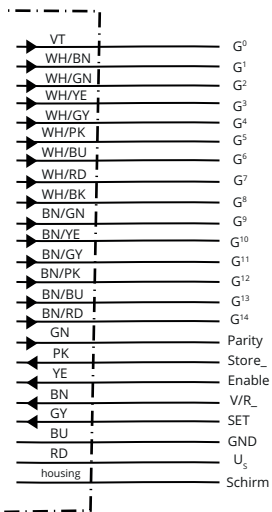 VT G⁰
WH/BN G¹
WH/GN G²
WH/YE G³
WH/GY G⁴
WH/PK G⁵
WH/BU G⁶
WH/RD G⁷
WH/BK G⁸
BN/GN G⁹
BN/YE G¹⁰
BN/GY G¹¹
BN/PK G¹²
BN/BU G¹³
BN/RD G¹⁴
GN Parity
PK Store_
YE Enable
BN V/R_
GY SET
BU GND
RD Uₛ
housing Schirm